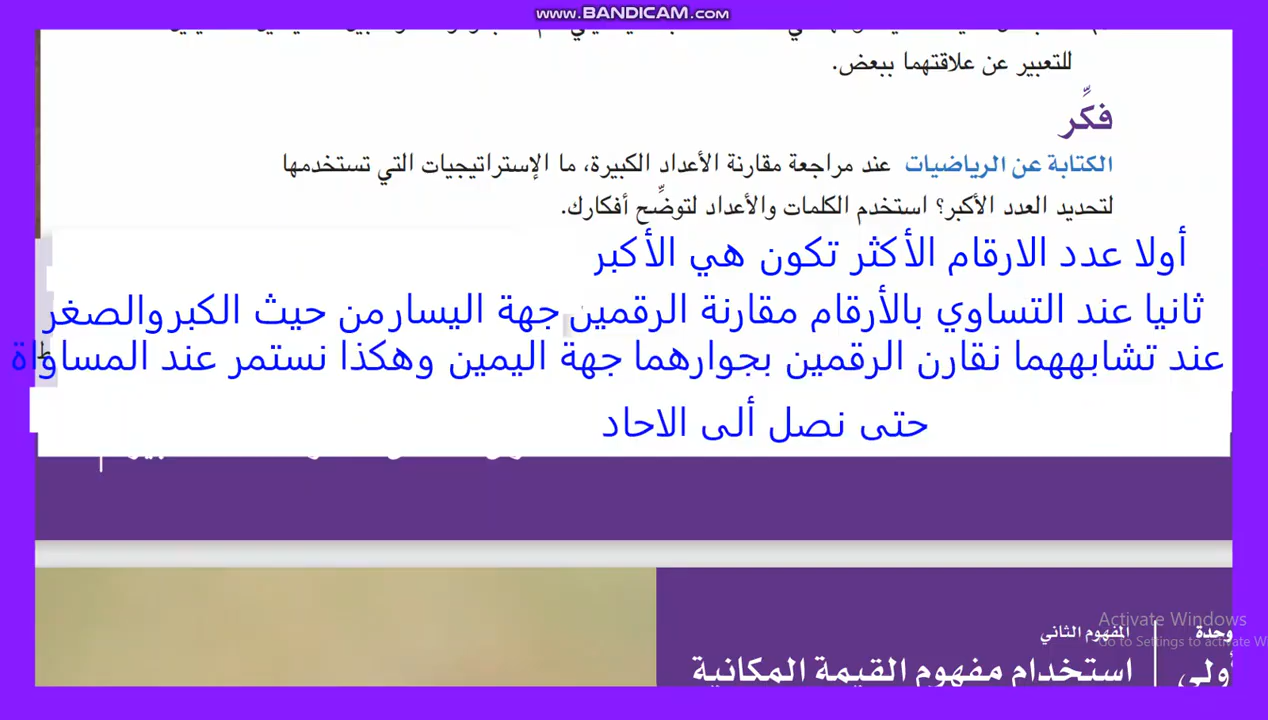 www.BANDICAM.com
للتعبير عن علاقتهما ببعض.
فكِّر
الكتابة عن الرياضيات عند مراجعة مقارنة الأعداد الكبيرة، ما الإستراتيجيات التي تستخدمها
لتحديد العدد الأكبر؟ استخدم الكلمات والأعداد لتوضِّح أفكارك.
أولا عدد الارقام الأكثر تكون هي الأكبر
ثانيا عند التساوي بالأرقام مقارنة الرقمين جهة اليسارمن حيث الكبروالصغر
عند تشابههما نقارن الرقمين بجوارهما جهة اليمين وهكذا نستمر عند المساواة
حتى نصل ألى الاحاد
Activate Windows
Go to Settings to activate W
وحدة
المفهوم الثاني
أولى
استخدام مفهوم القيمة المكانية